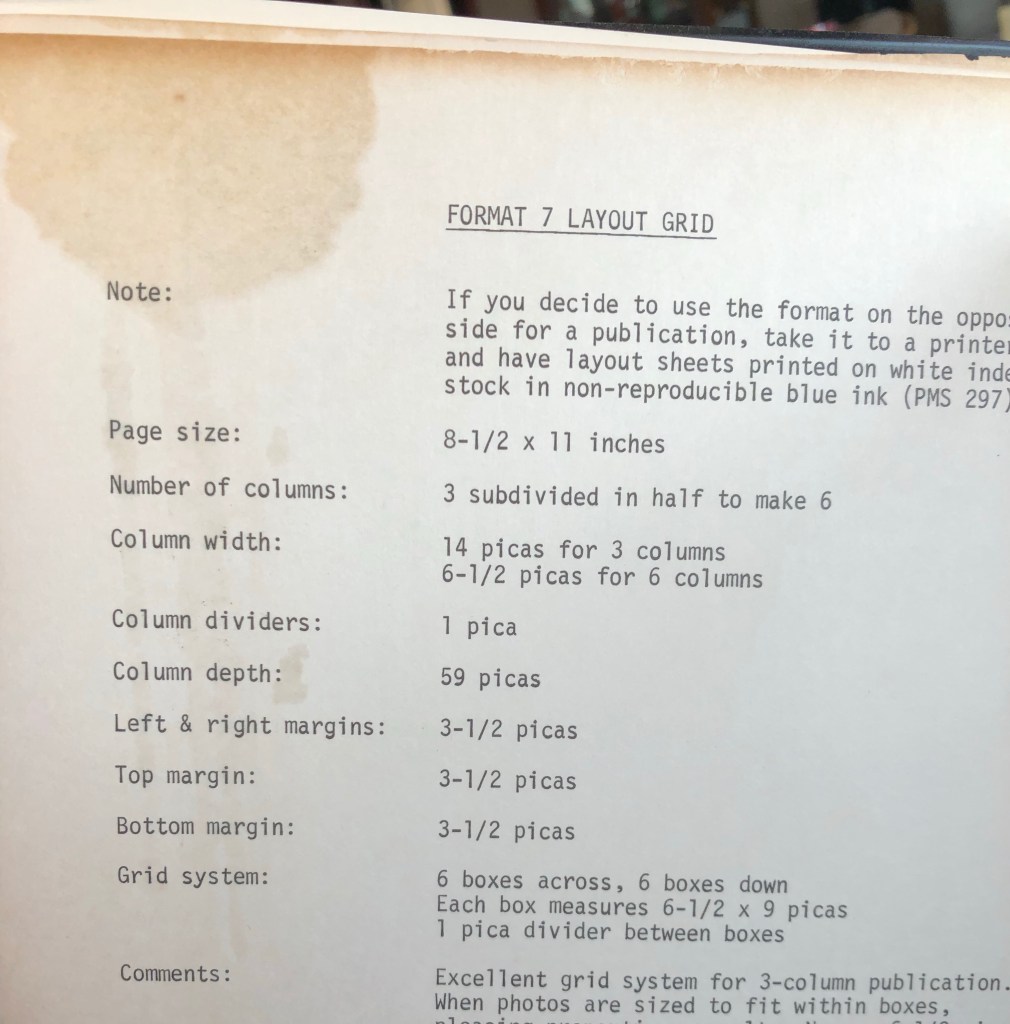 FORMAT 7 LAYOUT GRID
Note:
If you decide to use the format on the
side for a publication, take it to a printer
and have layout sheets printed on white
stock in non-reproducible blue ink (PMS 297)
Page size:
8-1/2 x 11 inches
Number of columns:
3 subdivided in half to make 6
Column width:
14 picas for 3 columns
6-1/2 picas for 6 columns
Column dividers:
1 pica
Column depth:
59 picas
Left & right margins:
3-1/2 picas
Top margin:
3-1/2 picas
Bottom margin:
3-1/2 picas
Grid system:
6 boxes across, 6 boxes down
Each box measures 6-1/2 x 9 picas
1 pica divider between boxes
Comments:
Excellent grid system for 3-column publication.
When photos are sized to fit within boxes,